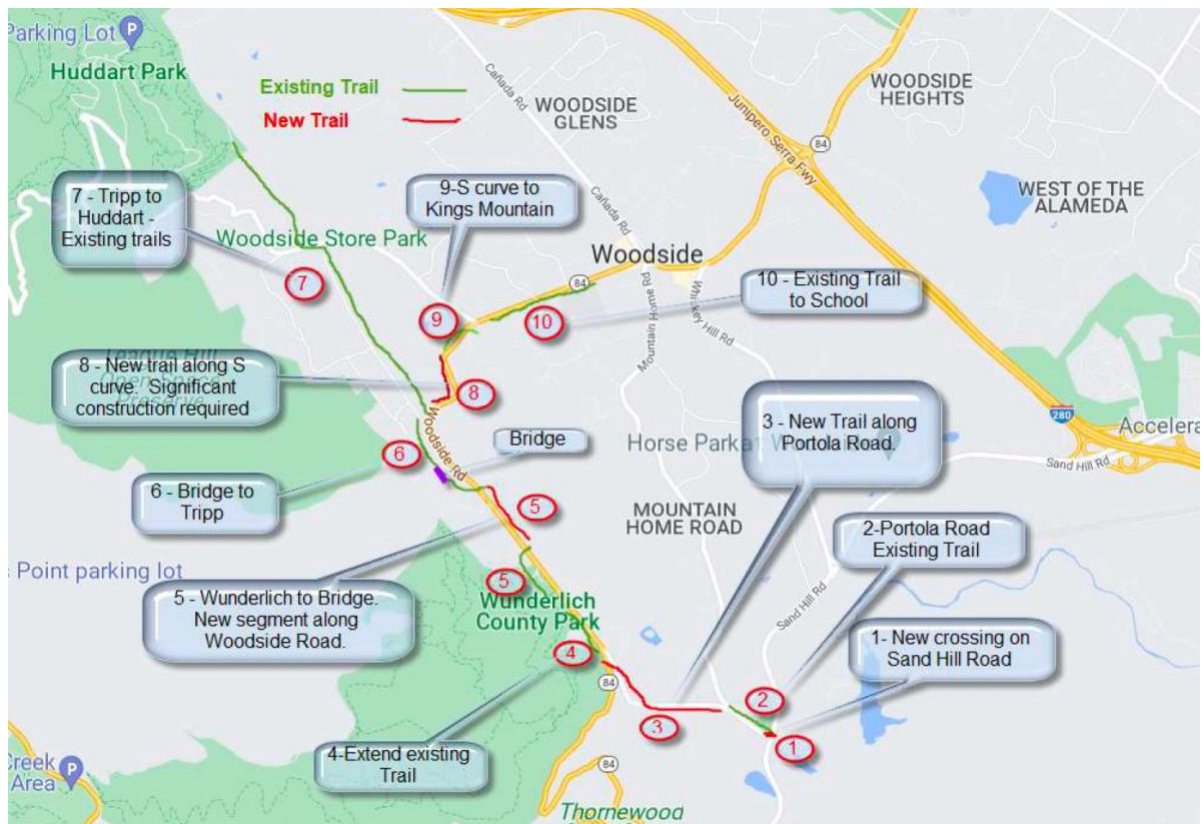 Parking Lot
Huddart Park
Existing Trail
New Trail
Cañada Rd
WOODSIDE
GLENS
WOODSIDE
HEIGHTS
Junipero Serra Fwy
84
WEST OF THE
ALAMEDA
7 - Tripp to
Huddart -
Existing trails
9-S curve to
Kings Mountain
Cañada Rd
Woodside Store Park
Woodside
84
7
9
10
10 - Existing Trail
to School
Mountain Home Rd
Whiskey Hill Rd
8 - New trail along S
curve. Significant
construction required
8
3 - New Trail along
Portola Road.
280
Accelera
Sand Hill Rd
Woodside Rd
Bridge
Horse Park at W
6
6 - Bridge to
Tripp
5
MOUNTAIN
HOME ROAD
2-Portola Road
Existing Trail
s Point parking lot
5 - Wunderlich to Bridge.
New segment along
Woodside Road.
5
Wunderlich
County Park
Sand Hill Rd
1- New crossing on
Sand Hill Road
4
84
2
3
1
4-Extend existing
Trail
84
Creek
Area
Thornewood